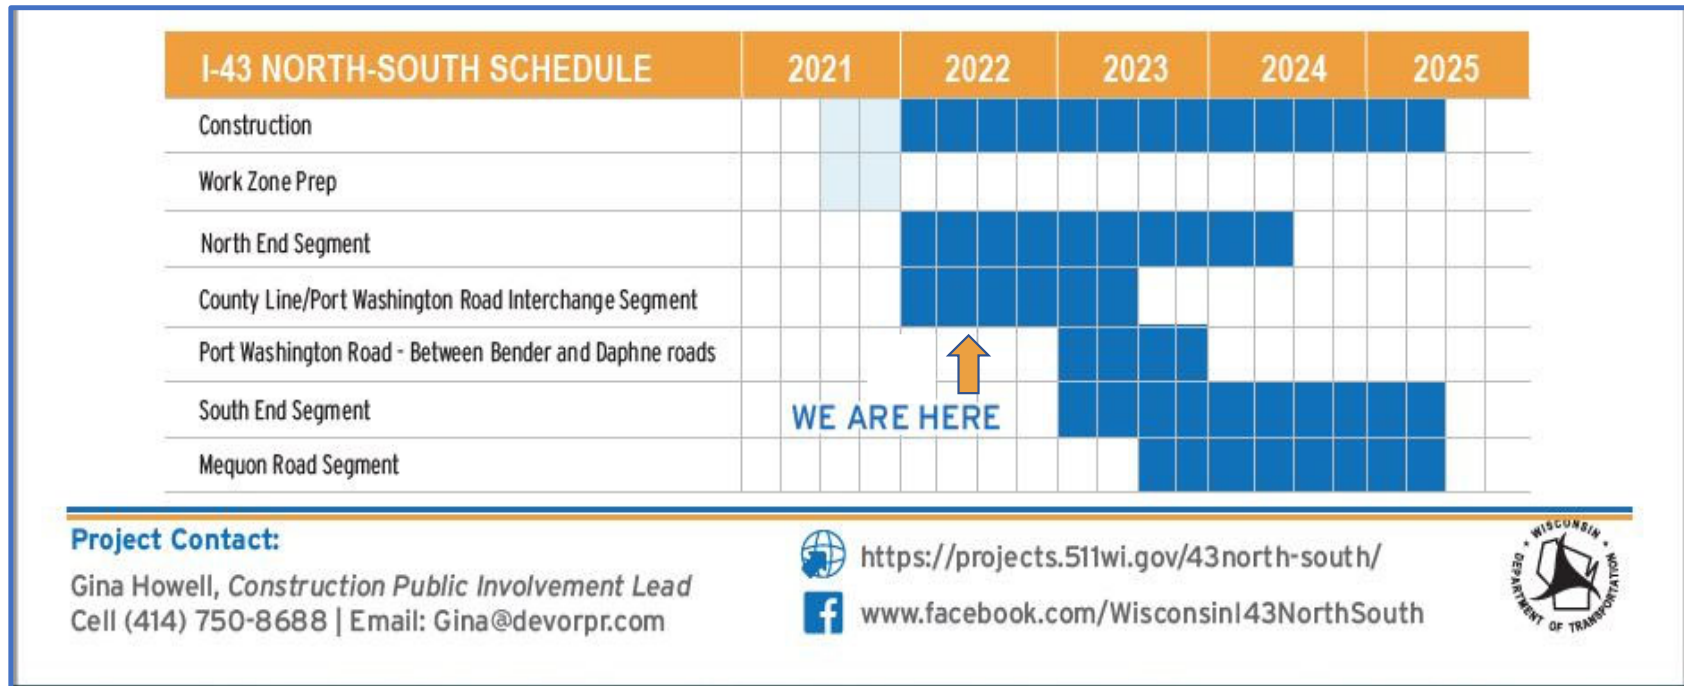 I-43 NORTH-SOUTH SCHEDULE 2021 2022 2023 2024 2025
Construction
Work Zone Prep
North End Segment
County Line/Port Washington Road Interchange Segment
Port Washington Road - Between Bender and Daphne roads
South End Segment
WE ARE HERE
Mequon Road Segment
Project Contact:
Gina Howell, Construction Public Involvement Lead
Cell (414) 750-8688 | Email: Gina@devorpr.com
https://projects.511wi.gov/43north-south/
www.facebook.com/WisconsinI43NorthSouth
WISCONSIN
DEPARTMENT OF TRANSPORTATION